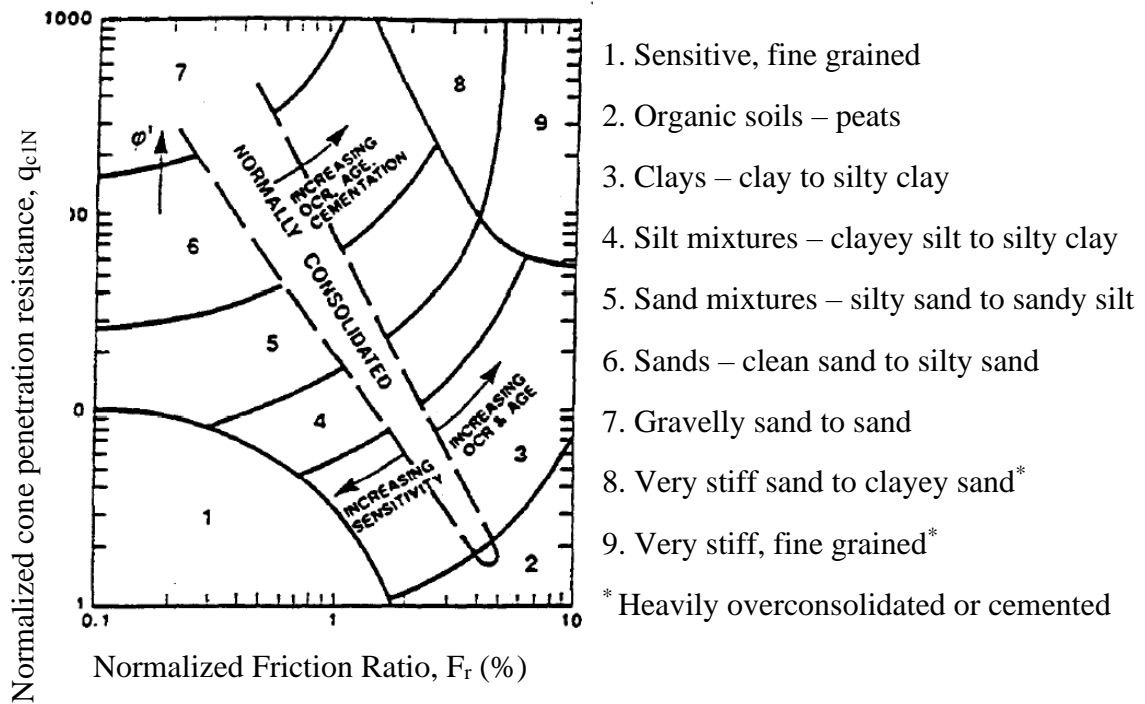 1000
7
8
9
φ'
NORMALLY CONSOLIDATED
INCREASING
OCR, AGE,
CEMENTATION
00
6
5
0
4
INCREASING
OCR & AGE
3
INCREASING
SENSITIVITY
1
2
1
0.1
1
10
Normalized cone penetration resistance, qc1N
Normalized Friction Ratio, Fr (%)
1. Sensitive, fine grained
2. Organic soils – peats
3. Clays – clay to silty clay
4. Silt mixtures – clayey silt to silty clay
5. Sand mixtures – silty sand to sandy silt
6. Sands – clean sand to silty sand
7. Gravelly sand to sand
8. Very stiff sand to clayey sand*
9. Very stiff, fine grained*
* Heavily overconsolidated or cemented